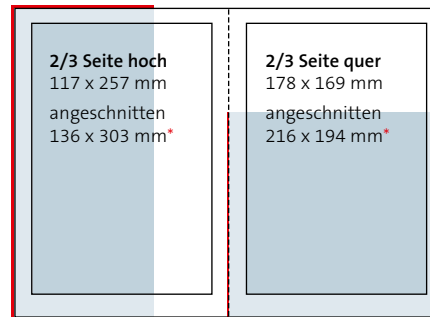 2/3 Seite hoch
117 x 257 mm
angeschnitten
136 x 303 mm*
2/3 Seite quer
178 x 169 mm
angeschnitten
216 x 194 mm*